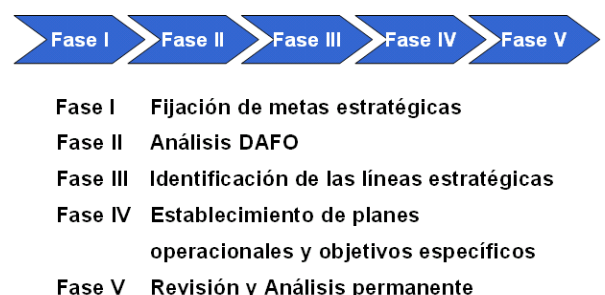 Fase I Fase II Fase III Fase IV Fase V
Fase I Fijación de metas estratégicas
Fase II Análisis DAFO
Fase III Identificación de las líneas estratégicas
Fase IV Establecimiento de planes
operacionales y objetivos específicos
Fase V Revisión y Análisis permanente